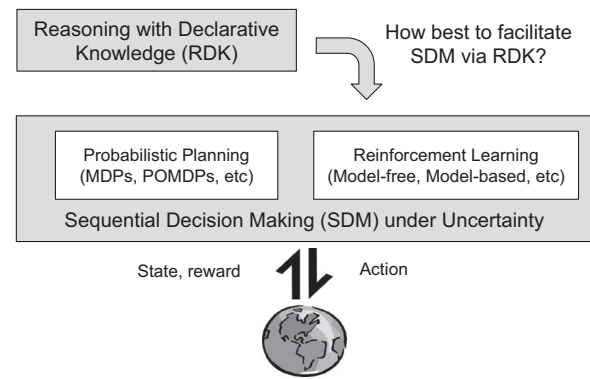 Reasoning with Declarative
Knowledge (RDK)
How best to facilitate
SDM via RDK?
Probabilistic Planning
(MDPs, POMDPs, etc)
Reinforcement Learning
(Model-free, Model-based, etc)
Sequential Decision Making (SDM) under Uncertainty
State, reward
Action